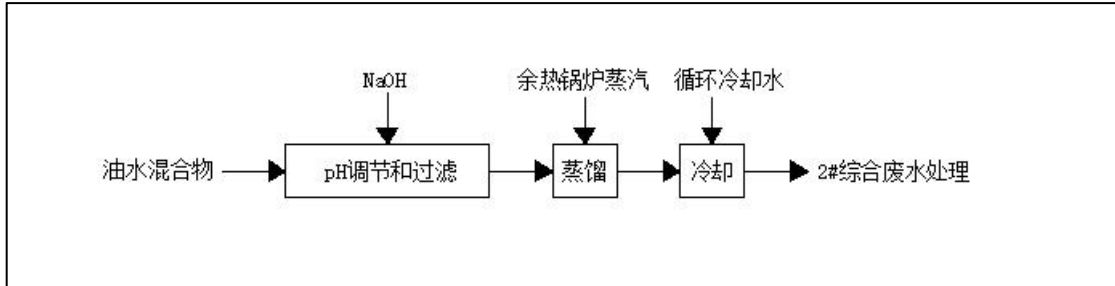 NaOH
余热锅炉蒸汽
循环冷却水
油水混合物
pH调节和过滤
蒸馏
冷却
2#综合废水处理